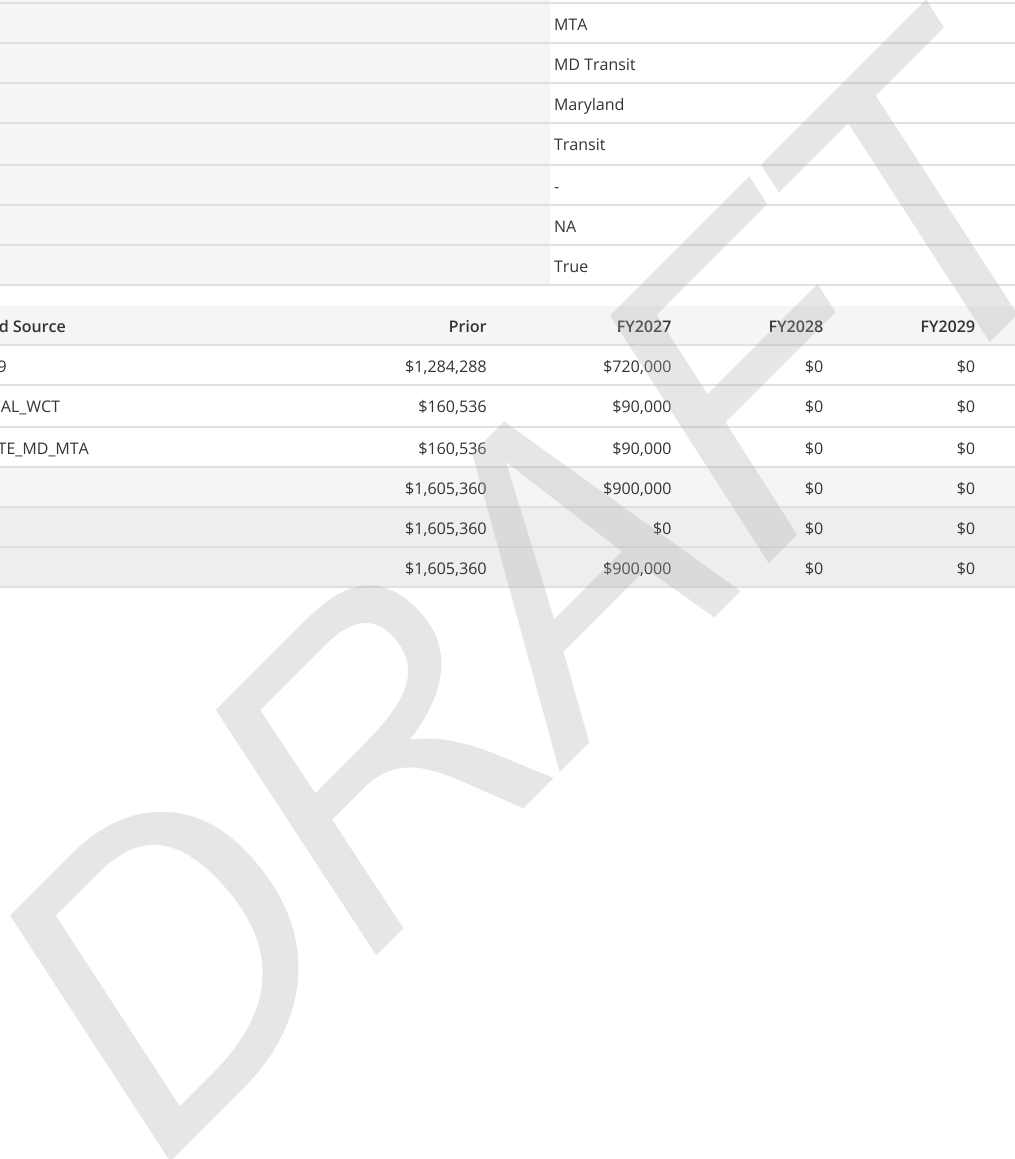 MTA
MD Transit
Maryland
Transit
-
NA
True
d Source Prior FY2027 FY2028 FY2029
9 $1,284,288 $720,000 $0 $0
AL_WCT $160,536 $90,000 $0 $0
TE_MD_MTA $160,536 $90,000 $0 $0
$1,605,360 $900,000 $0 $0
$1,605,360 $0 $0 $0
$1,605,360 $900,000 $0 $0
DRAFT